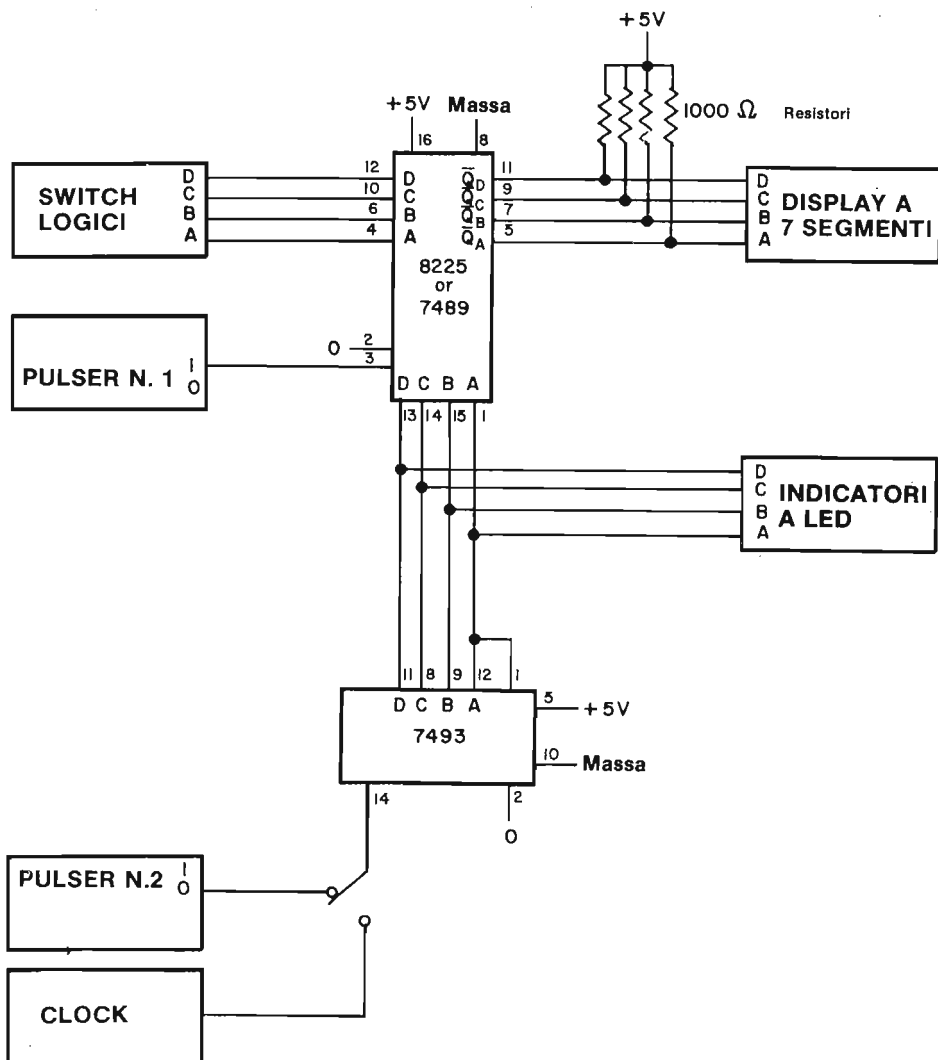 +5V
1000 Ω Resistori
+5V Massa
16 8
SWITCH
LOGICI
D
C
B
A
12
10
6
4
D
C
B
A
Q̅D
Q̅C
Q̅B
Q̅A
11
9
7
5
8225
or
7489
D
C
B
A
DISPLAY A
7 SEGMENTI
PULSER N. 1
1
0
0
2
3
D C B A
13 14 15 1
D
C
B
A
INDICATORI
A LED
11 8 9 12 1
D C B A
7493
5
+5V
10
Massa
14
2
0
PULSER N.2
1
0
CLOCK